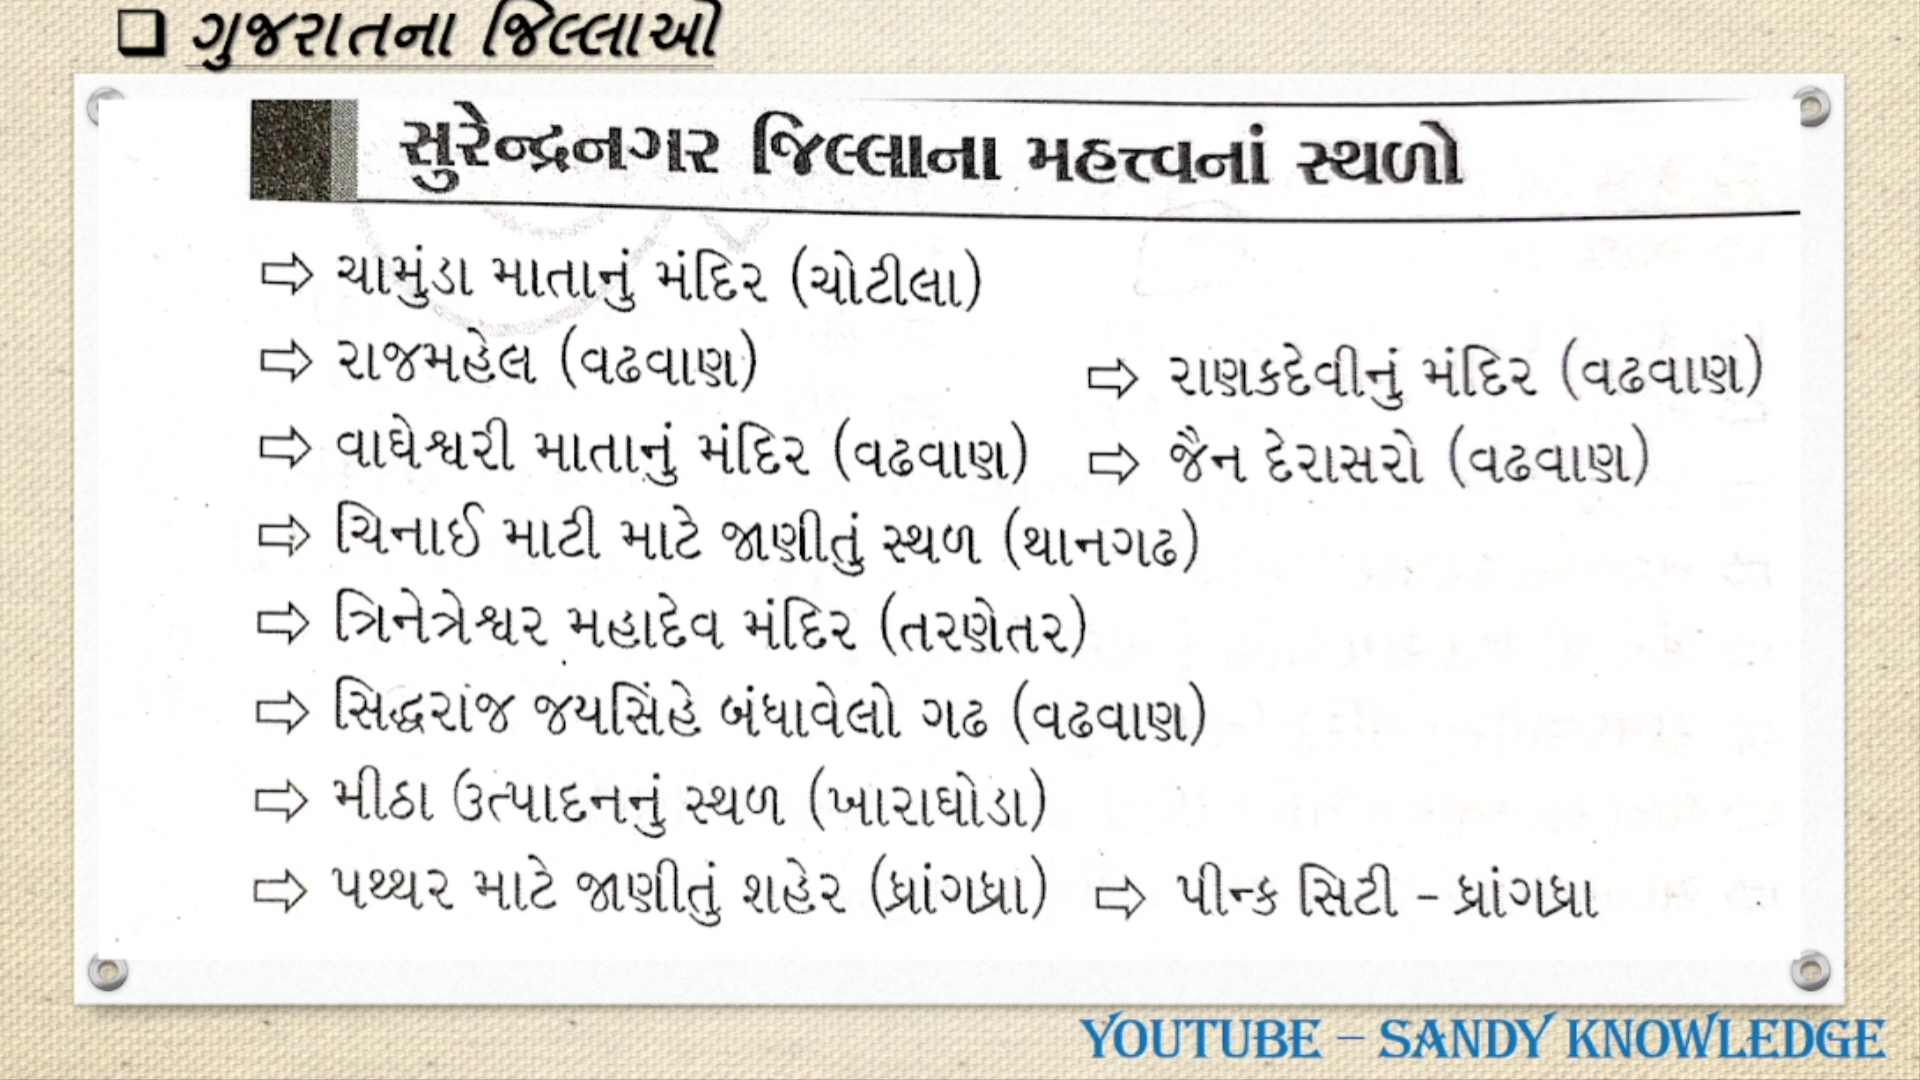 ❑ ગુજરાતના જિલ્લાઓ
સુરેન્દ્રનગર જિલ્લાના મહત્ત્વનાં સ્થળો
⇨ ચામુંડા માતાનું મંદિર (ચોટીલા)
⇨ રાજમહેલ (વઢવાણ) ⇨ રાણકદેવીનું મંદિર (વઢવાણ)
⇨ વાઘેશ્વરી માતાનું મંદિર (વઢવાણ) ⇨ જૈન દેરાસરો (વઢવાણ)
⇨ ચિનાઈ માટી માટે જાણીતું સ્થળ (થાનગઢ)
⇨ ત્રિનેત્રેશ્વર મહાદેવ મંદિર (તરણેતર)
⇨ સિદ્ધરાજ જયસિંહે બંધાવેલો ગઢ (વઢવાણ)
⇨ મીઠા ઉત્પાદનનું સ્થળ (ખારાઘોડા)
⇨ પથ્થર માટે જાણીતું શહેર (ધ્રાંગધ્રા) ⇨ પીન્ક સિટી - ધ્રાંગધ્રા
YOUTUBE – SANDY KNOWLEDGE